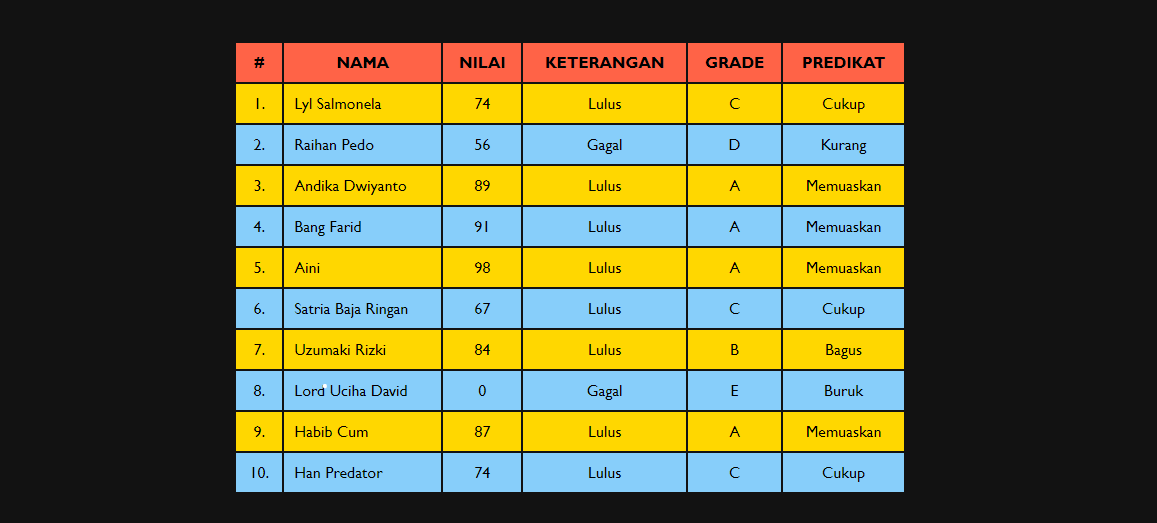 # NAMA NILAI KETERANGAN GRADE PREDIKAT
1. Lyl Salmonela 74 Lulus C Cukup
2. Raihan Pedo 56 Gagal D Kurang
3. Andika Dwiyanto 89 Lulus A Memuaskan
4. Bang Farid 91 Lulus A Memuaskan
5. Aini 98 Lulus A Memuaskan
6. Satria Baja Ringan 67 Lulus C Cukup
7. Uzumaki Rizki 84 Lulus B Bagus
8. Lord Uciha David 0 Gagal E Buruk
9. Habib Cum 87 Lulus A Memuaskan
10. Han Predator 74 Lulus C Cukup